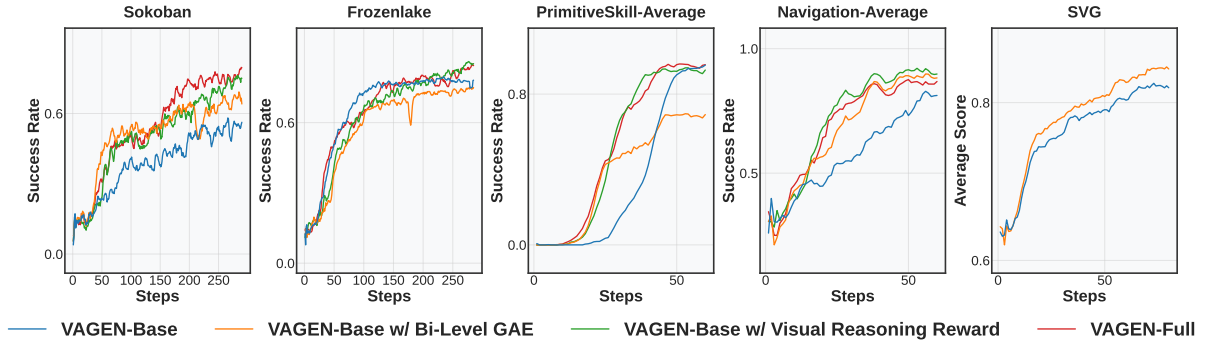 Sokoban
Frozenlake
PrimitiveSkill-Average
Navigation-Average
SVG
Success Rate
0.6
0.0
0 50 100 150 200 250
Steps
Success Rate
0.6
0.0
0 50 100 150 200 250
Steps
Success Rate
0.8
0.0
0 50
Steps
Success Rate
1.0
0.5
0 50
Steps
Average Score
0.8
0.6
0 50
Steps
VAGEN-Base
VAGEN-Base w/ Bi-Level GAE
VAGEN-Base w/ Visual Reasoning Reward
VAGEN-Full